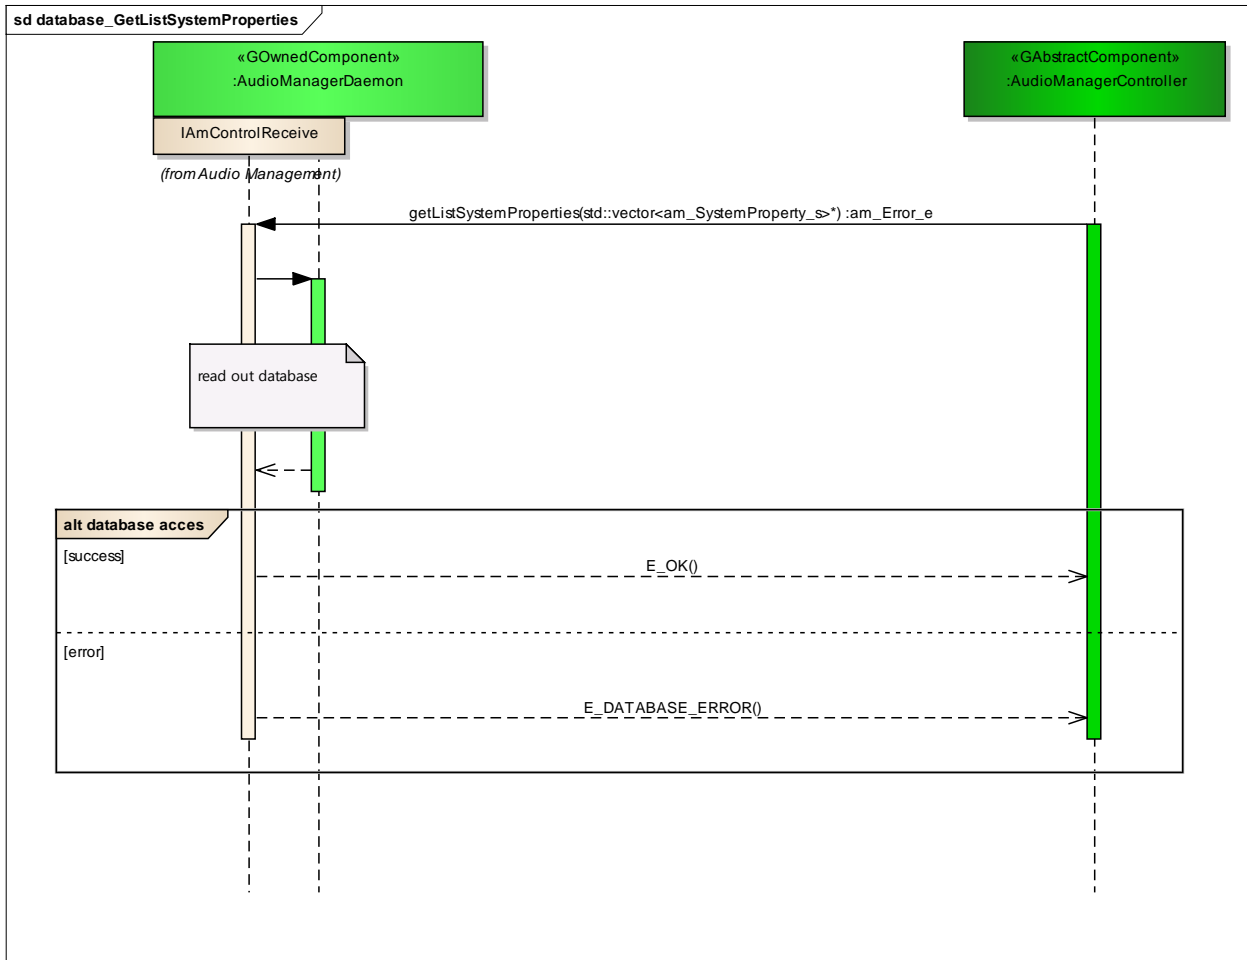 sd database_GetListSystemProperties
«GOwnedComponent»
:AudioManagerDaemon
«GAbstractComponent»
:AudioManagerController
IAmControlReceive
(from Audio Management)
getListSystemProperties(std::vector<am_SystemProperty_s>*) :am_Error_e
read out database
alt database acces
[success]
E_OK()
[error]
E_DATABASE_ERROR()